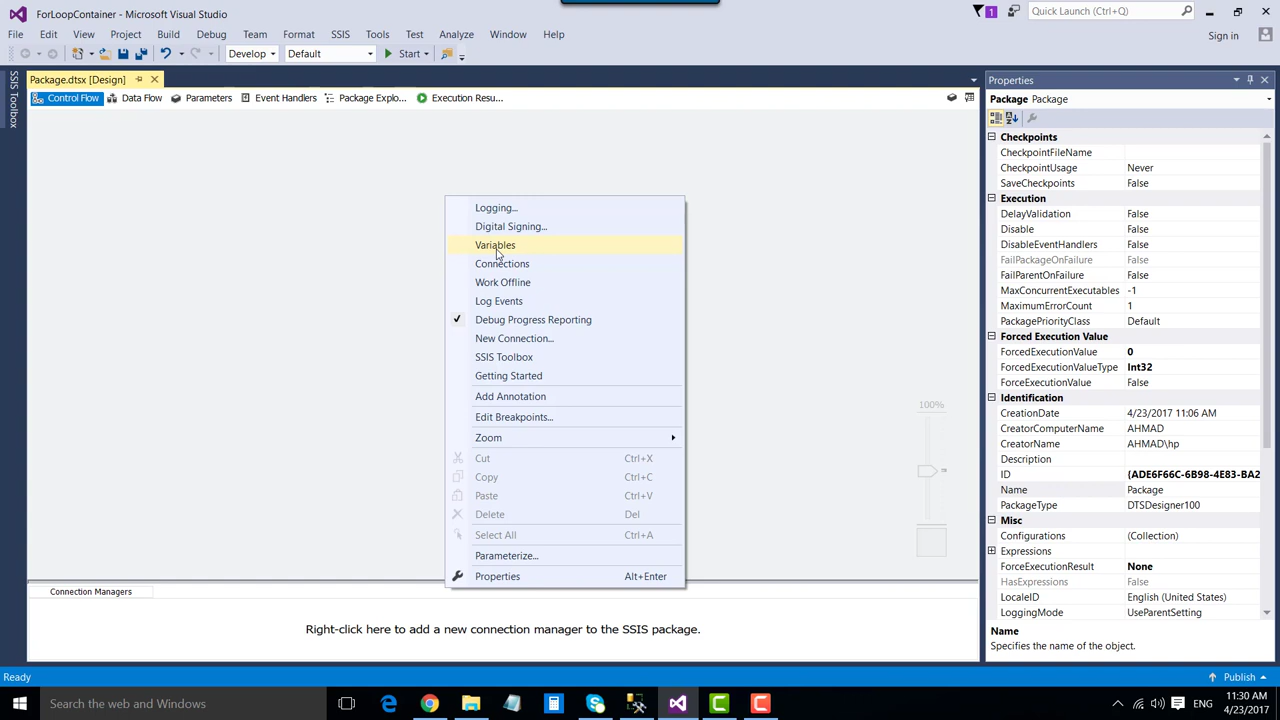 ForLoopContainer - Microsoft Visual Studio
1
Quick Launch (Ctrl+Q)
File Edit View Project Build Debug Team Format SSIS Tools Test Analyze Window Help
Sign in
Develop Default Start
SSIS Toolbox
Package.dtsx [Design]
Control Flow Data Flow Parameters Event Handlers Package Explo... Execution Resu...
Logging...
Digital Signing...
Variables
Connections
Work Offline
Log Events
Debug Progress Reporting
New Connection...
SSIS Toolbox
Getting Started
Add Annotation
Edit Breakpoints...
Zoom
Cut Ctrl+X
Copy Ctrl+C
Paste Ctrl+V
Delete Del
Select All Ctrl+A
Parameterize...
Properties Alt+Enter
100%
Connection Managers
Right-click here to add a new connection manager to the SSIS package.
Properties
Package Package
Checkpoints
CheckpointFileName
CheckpointUsage Never
SaveCheckpoints False
Execution
DelayValidation False
Disable False
DisableEventHandlers False
FailPackageOnFailure False
FailParentOnFailure False
MaxConcurrentExecutables -1
MaximumErrorCount 1
PackagePriorityClass Default
Forced Execution Value
ForcedExecutionValue 0
ForcedExecutionValueType Int32
ForceExecutionValue False
Identification
CreationDate 4/23/2017 11:06 AM
CreatorComputerName AHMAD
CreatorName AHMAD\hp
Description
ID {ADE6F66C-6B98-4E83-BA2
Name Package
PackageType DTSDesigner100
Misc
Configurations (Collection)
Expressions
ForceExecutionResult None
HasExpressions False
LocaleID English (United States)
LoggingMode UseParentSetting
Name
Specifies the name of the object.
Ready
Publish
Search the web and Windows
ENG
11:30 AM
4/23/2017